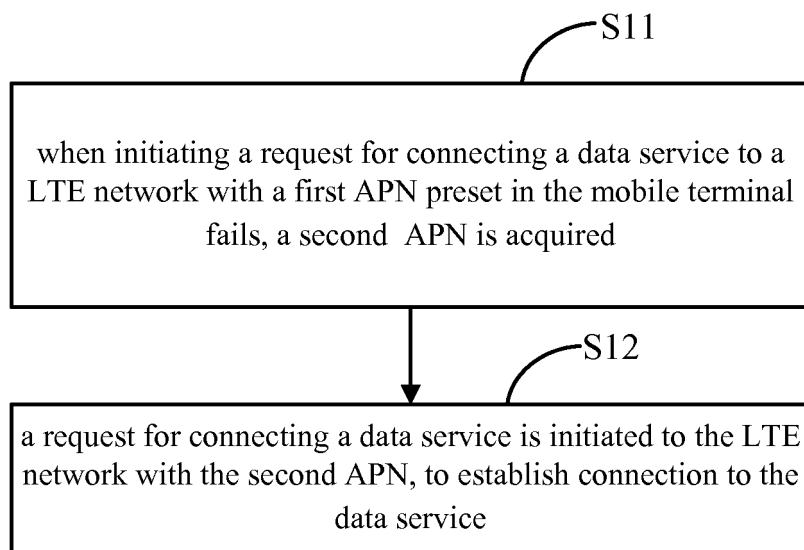 S11
when initiating a request for connecting a data service to a
LTE network with a first APN preset in the mobile terminal
fails, a second APN is acquired
S12
a request for connecting a data service is initiated to the LTE
network with the second APN, to establish connection to the
data service